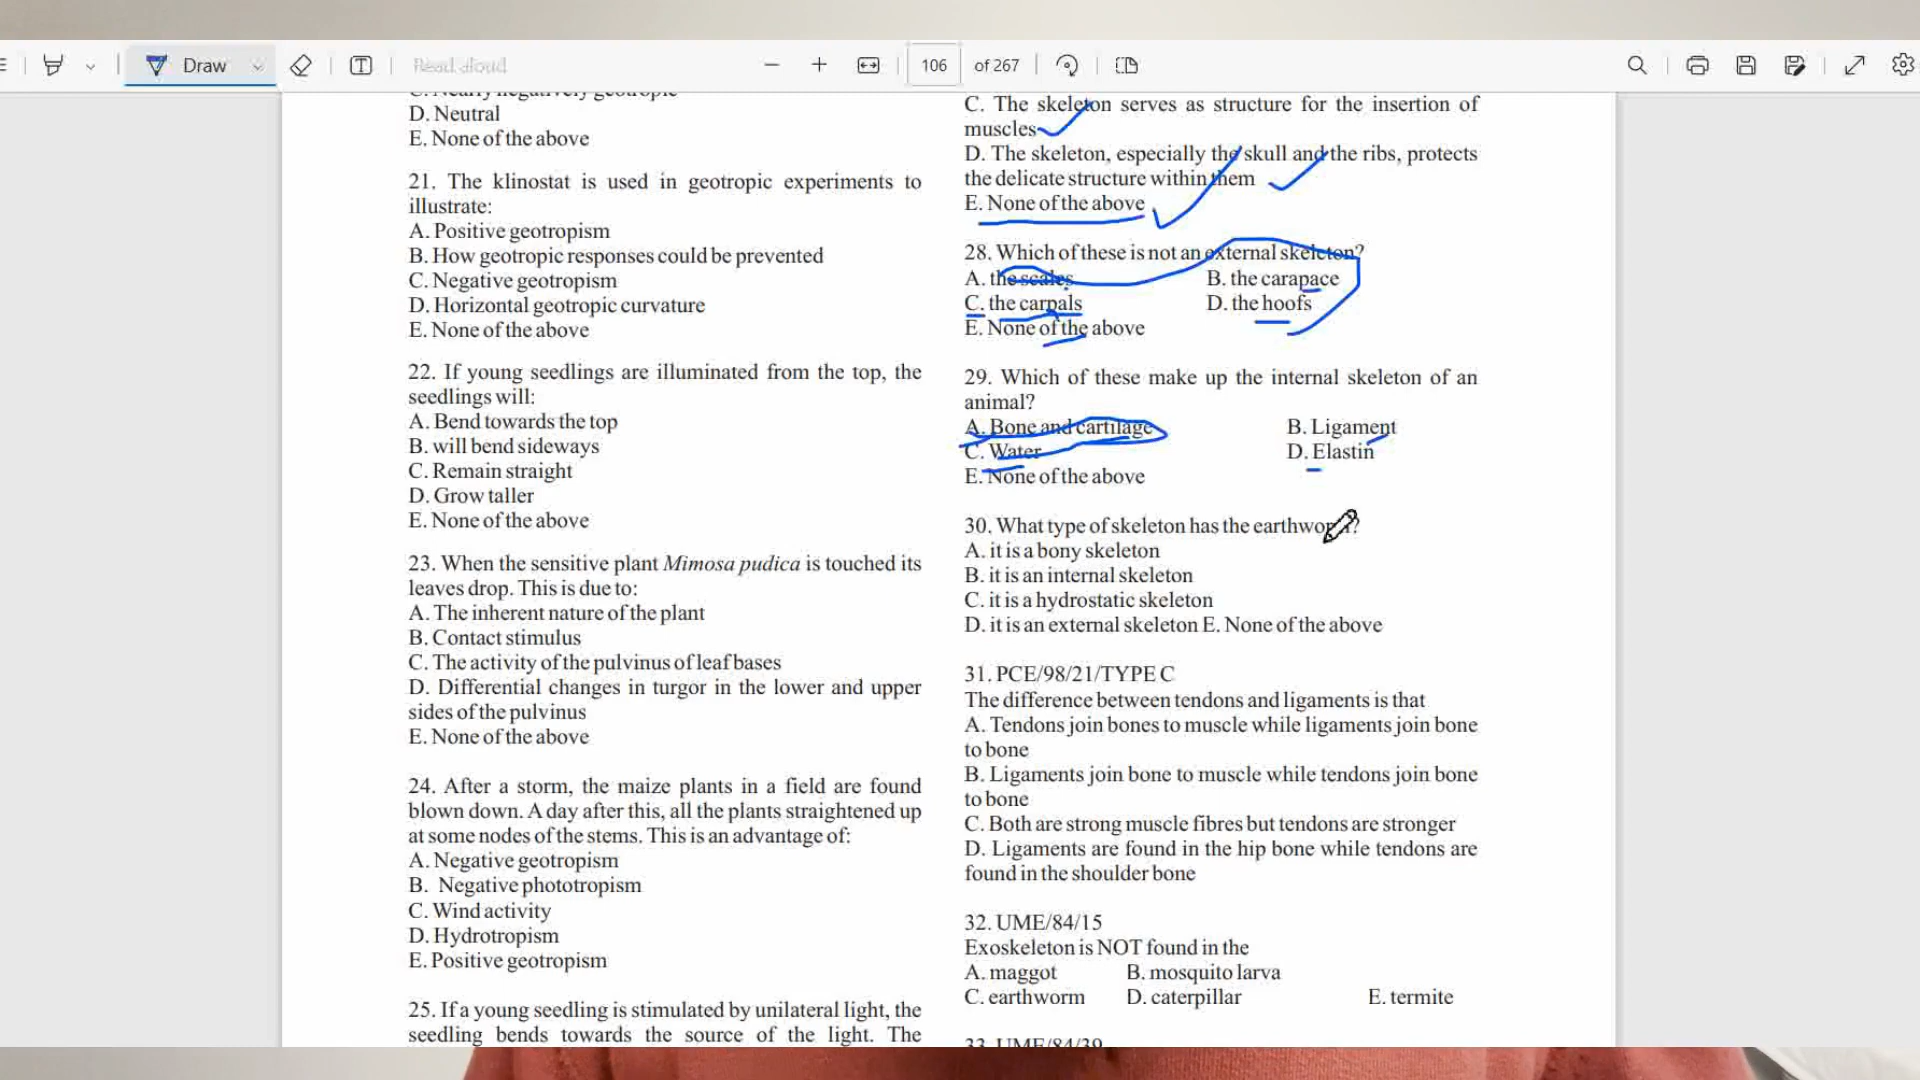 Draw
Read aloud
106 of 267
C. Nearly negatively geotropic
D. Neutral
E. None of the above
21. The klinostat is used in geotropic experiments to
illustrate:
A. Positive geotropism
B. How geotropic responses could be prevented
C. Negative geotropism
D. Horizontal geotropic curvature
E. None of the above
22. If young seedlings are illuminated from the top, the
seedlings will:
A. Bend towards the top
B. will bend sideways
C. Remain straight
D. Grow taller
E. None of the above
23. When the sensitive plant Mimosa pudica is touched its
leaves drop. This is due to:
A. The inherent nature of the plant
B. Contact stimulus
C. The activity of the pulvinus of leaf bases
D. Differential changes in turgor in the lower and upper
sides of the pulvinus
E. None of the above
24. After a storm, the maize plants in a field are found
blown down. A day after this, all the plants straightened up
at some nodes of the stems. This is an advantage of:
A. Negative geotropism
B. Negative phototropism
C. Wind activity
D. Hydrotropism
E. Positive geotropism
25. If a young seedling is stimulated by unilateral light, the
seedling bends towards the source of the light. The
C. The skeleton serves as structure for the insertion of
muscles
D. The skeleton, especially the skull and the ribs, protects
the delicate structure within them
E. None of the above
28. Which of these is not an external skeleton?
A. the scales B. the carapace
C. the carpals D. the hoofs
E. None of the above
29. Which of these make up the internal skeleton of an
animal?
A. Bone and cartilage B. Ligament
C. Water D. Elastin
E. None of the above
30. What type of skeleton has the earthworm?
A. it is a bony skeleton
B. it is an internal skeleton
C. it is a hydrostatic skeleton
D. it is an external skeleton E. None of the above
31. PCE/98/21/TYPE C
The difference between tendons and ligaments is that
A. Tendons join bones to muscle while ligaments join bone
to bone
B. Ligaments join bone to muscle while tendons join bone
to bone
C. Both are strong muscle fibres but tendons are stronger
D. Ligaments are found in the hip bone while tendons are
found in the shoulder bone
32. UME/84/15
Exoskeleton is NOT found in the
A. maggot B. mosquito larva
C. earthworm D. caterpillar E. termite
33. UME/84/39